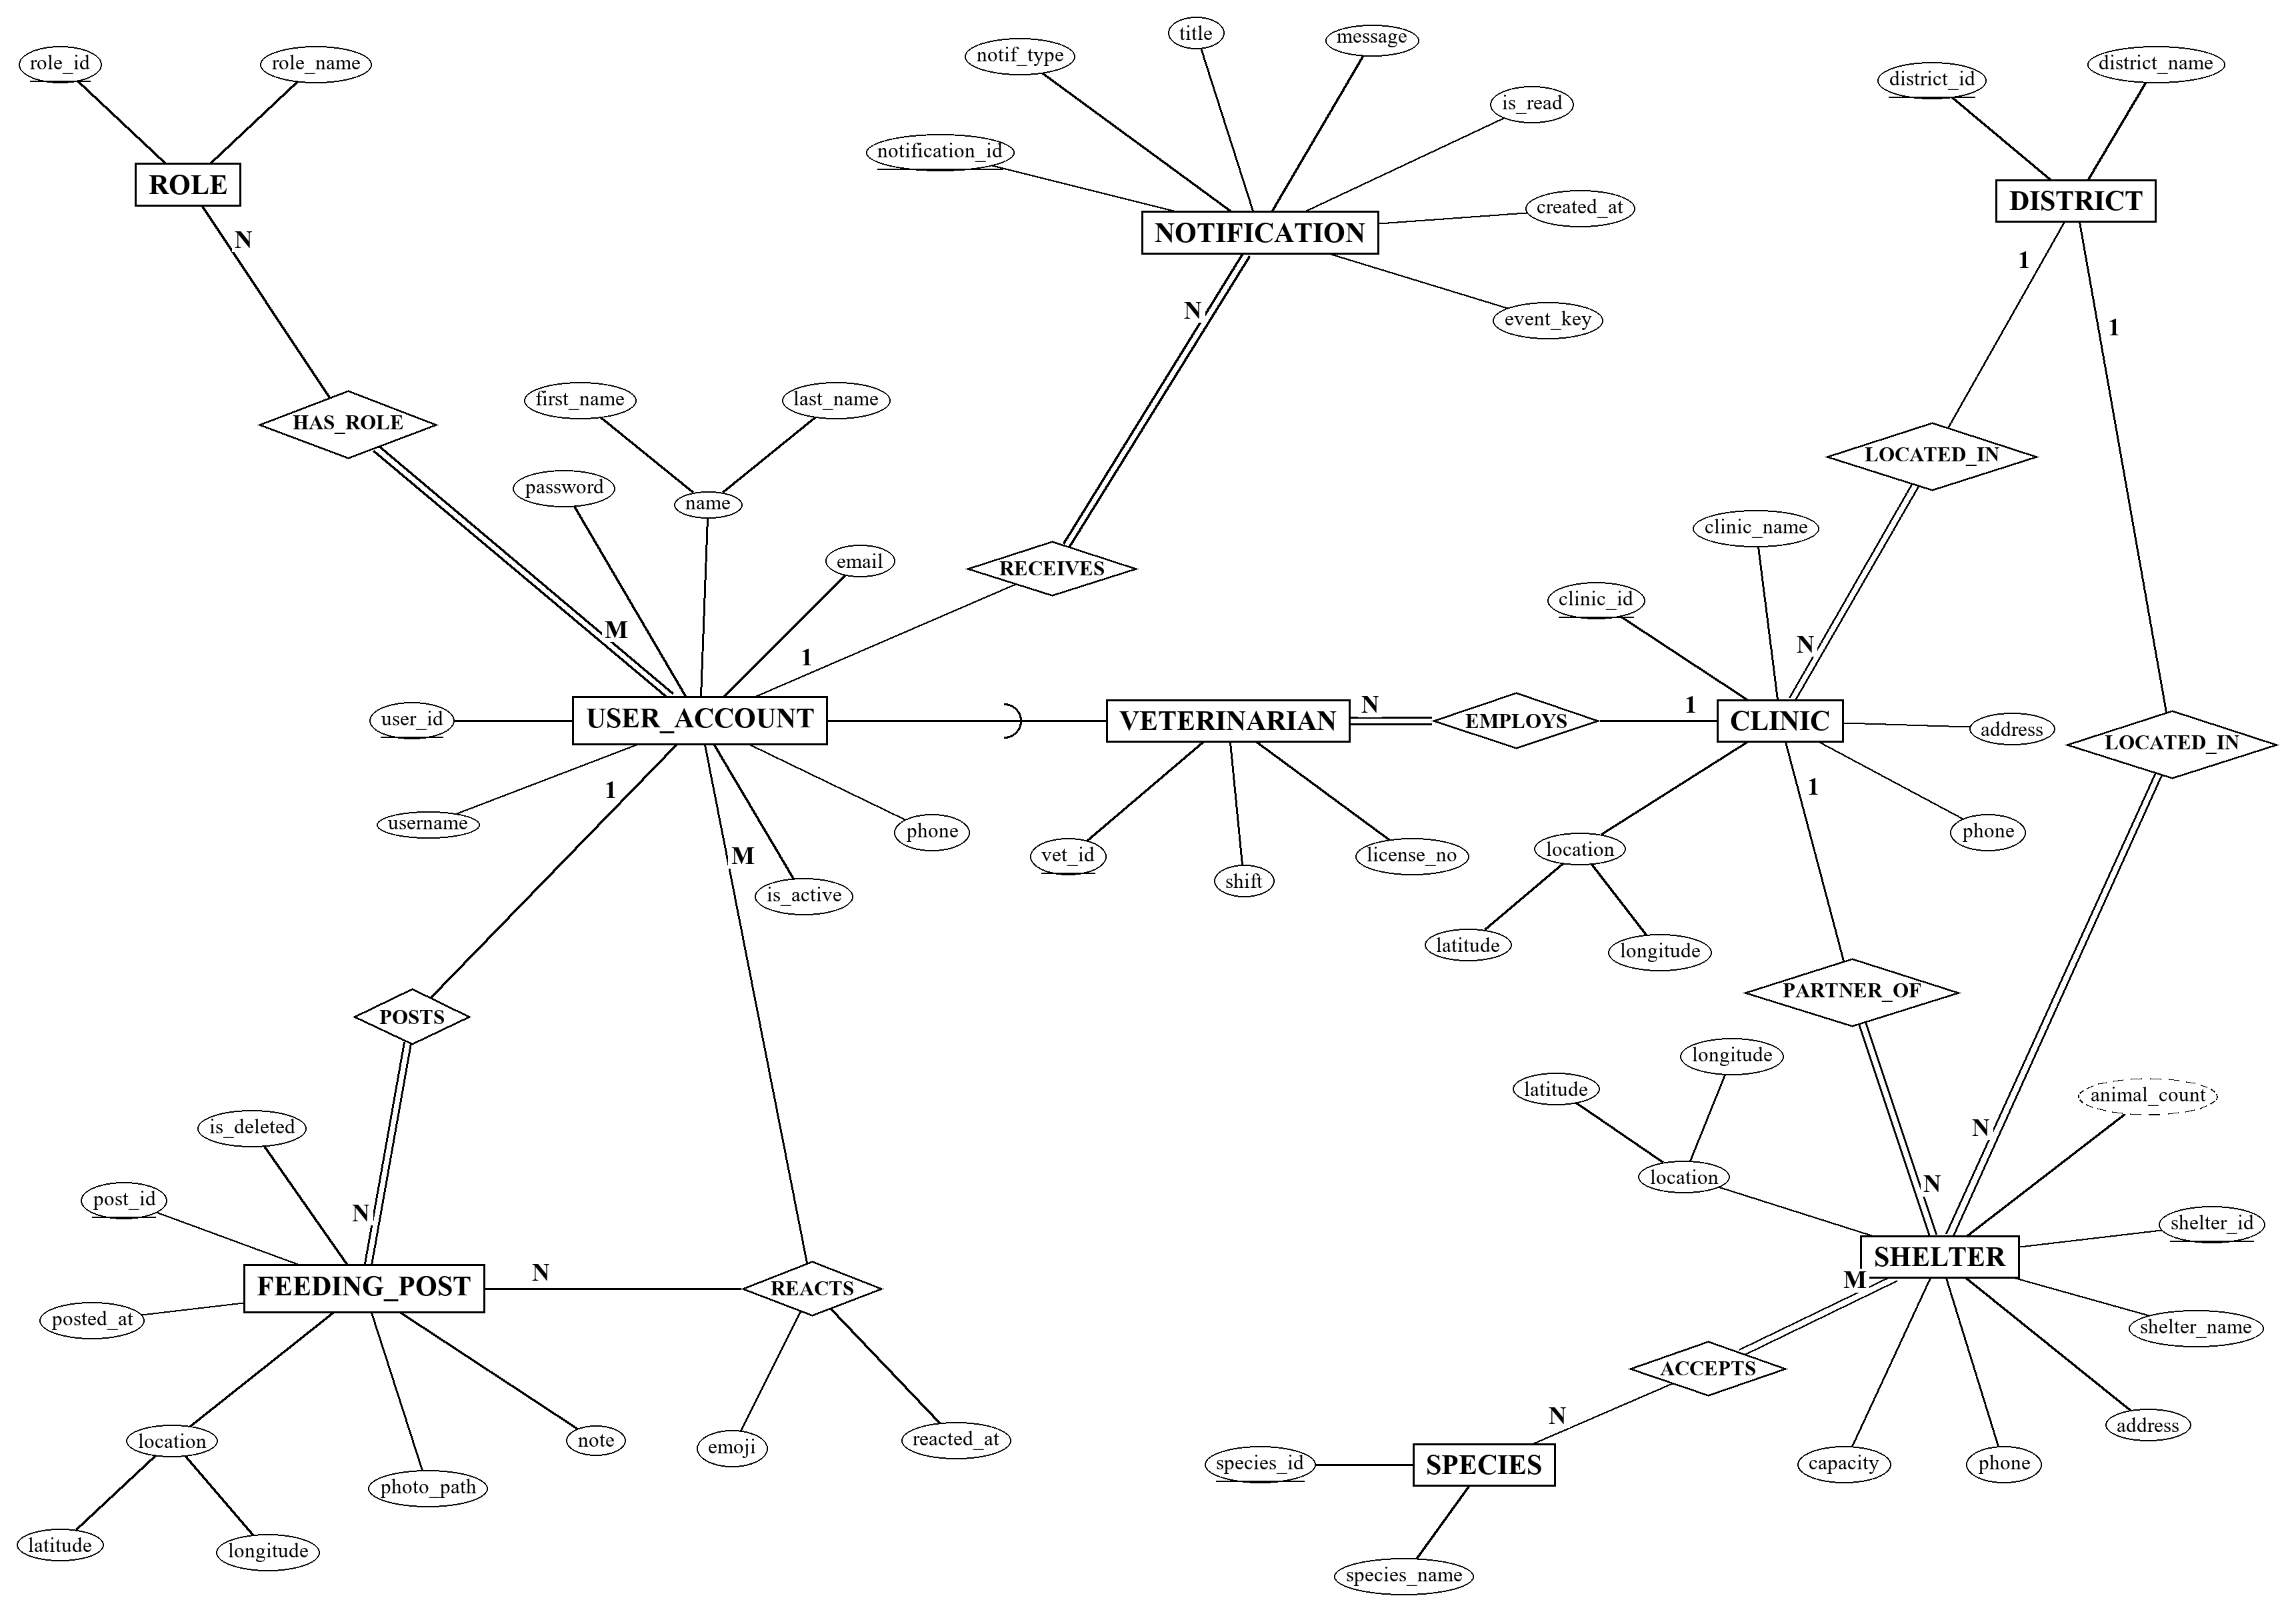 title
message
role_id
role_name
notif_type
district_id
district_name
is_read
notification_id
ROLE
DISTRICT
created_at
NOTIFICATION
N
1
N
event_key
1
first_name
last_name
HAS_ROLE
LOCATED_IN
password
name
clinic_name
email
RECEIVES
clinic_id
M
N
1
user_id
USER_ACCOUNT
VETERINARIAN
N
EMPLOYS
1
CLINIC
address
LOCATED_IN
1
1
username
phone
phone
M
vet_id
license_no
location
shift
is_active
latitude
longitude
PARTNER_OF
POSTS
longitude
latitude
animal_count
is_deleted
N
location
N
post_id
N
shelter_id
SHELTER
N
M
FEEDING_POST
REACTS
posted_at
shelter_name
ACCEPTS
N
address
location
note
emoji
reacted_at
species_id
SPECIES
capacity
phone
photo_path
latitude
longitude
species_name